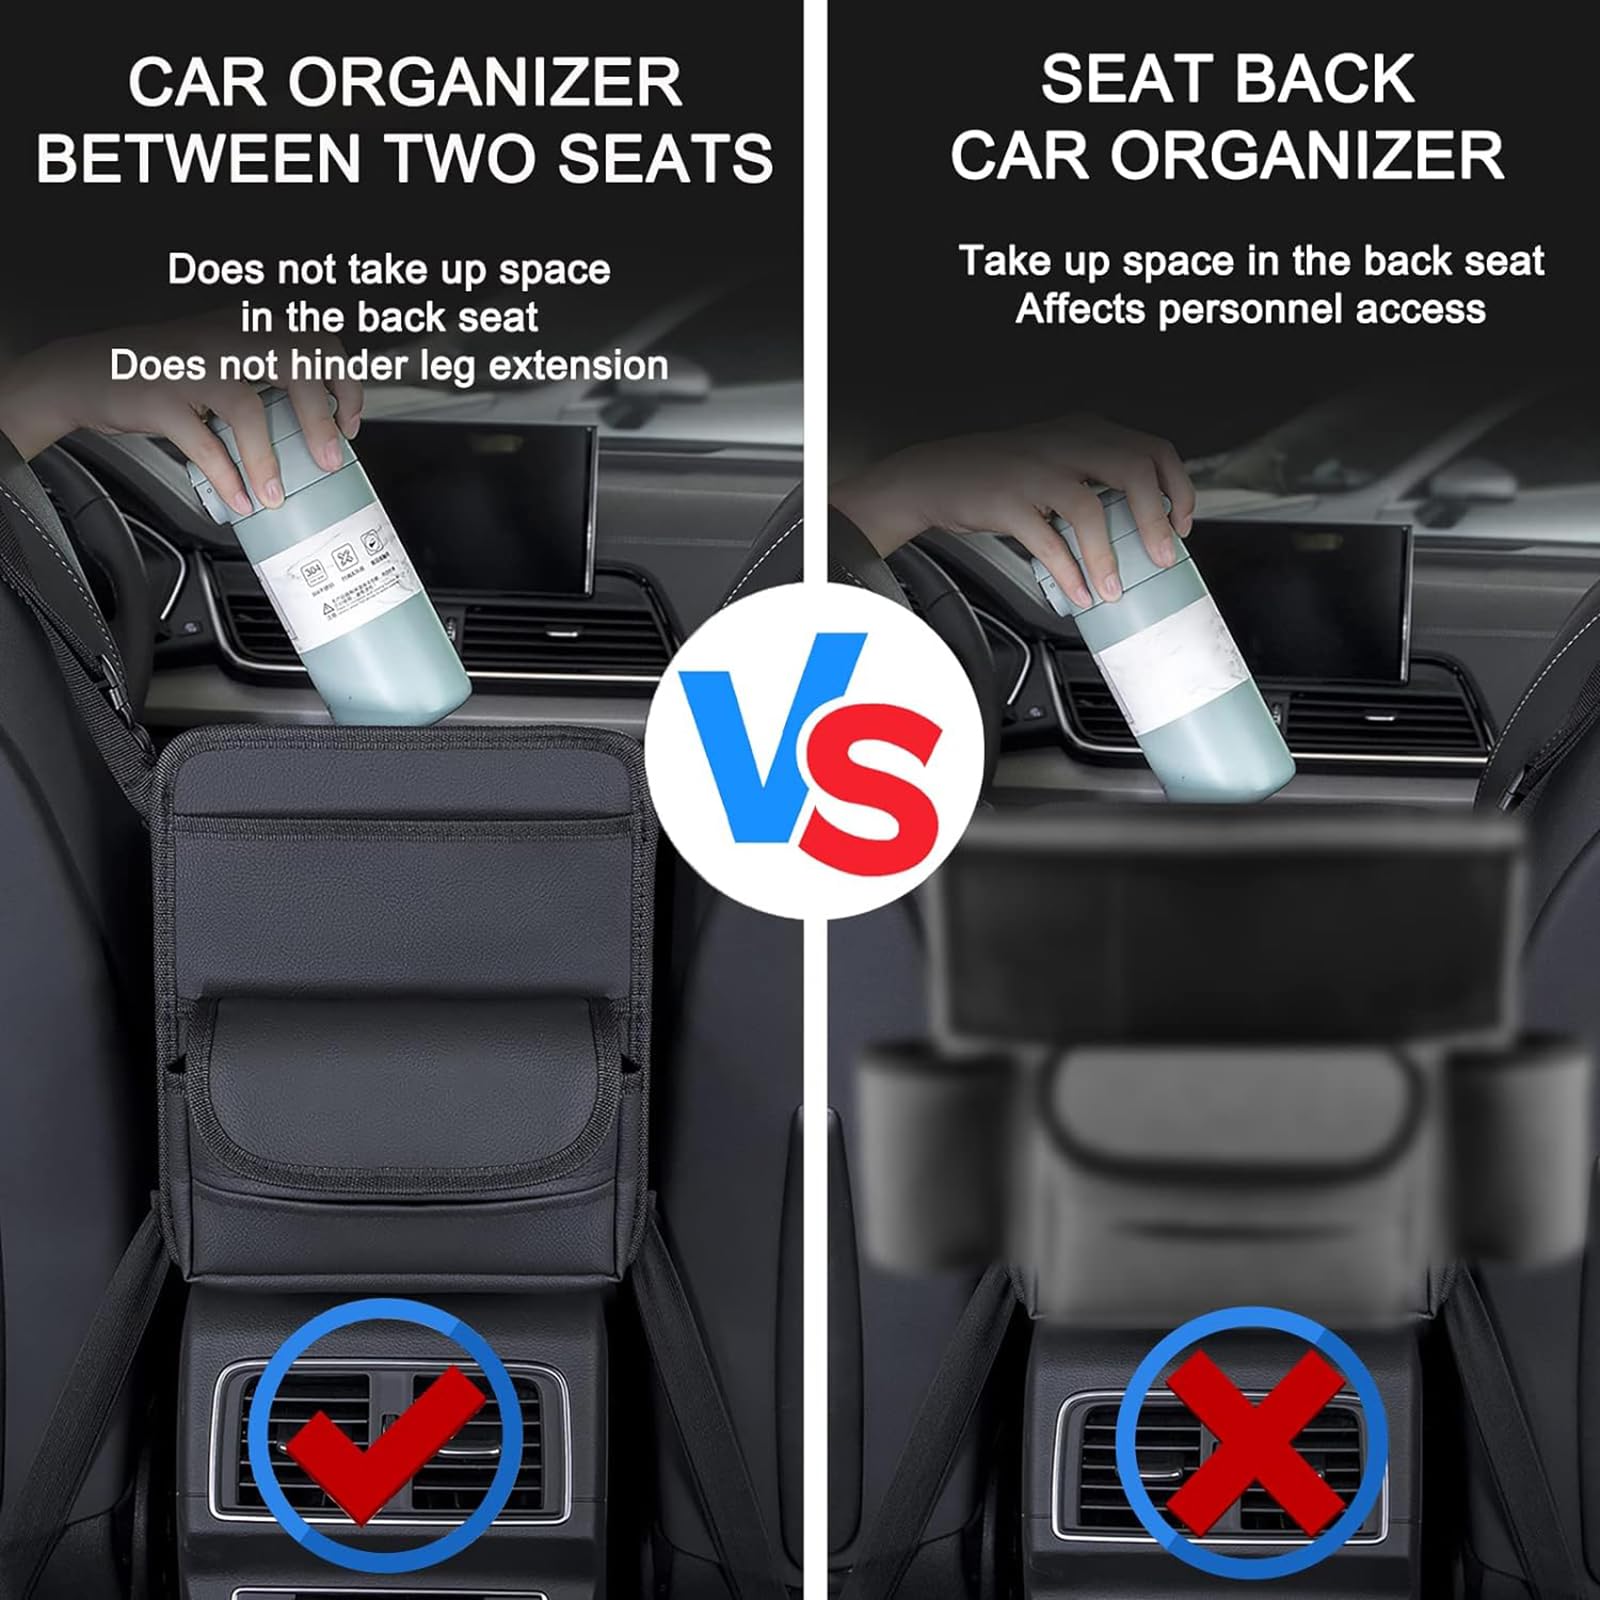 CAR ORGANIZER
BETWEEN TWO SEATS
Does not take up space
in the back seat
Does not hinder leg extension
SEAT BACK
CAR ORGANIZER
Take up space in the back seat
Affects personnel access
304
VS